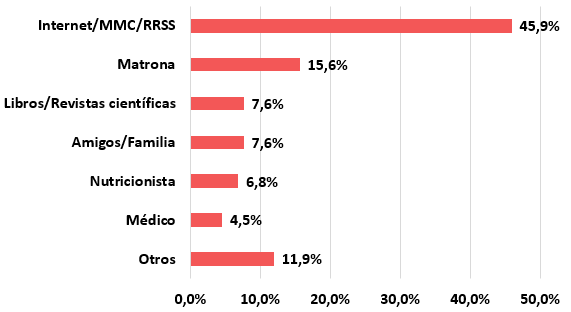 Internet/MMC/RRSS 45,9%
Matrona 15,6%
Libros/Revistas científicas 7,6%
Amigos/Familia 7,6%
Nutricionista 6,8%
Médico 4,5%
Otros 11,9%
0,0% 10,0% 20,0% 30,0% 40,0% 50,0%